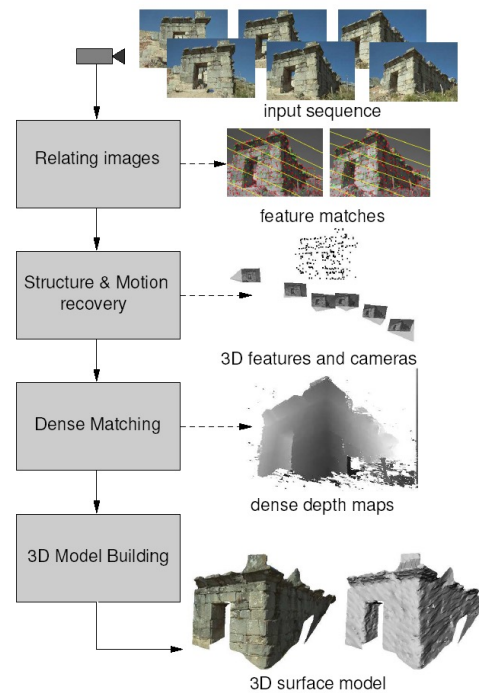 input sequence
Relating images
feature matches
Structure & Motion
recovery
3D features and cameras
Dense Matching
dense depth maps
3D Model Building
3D surface model